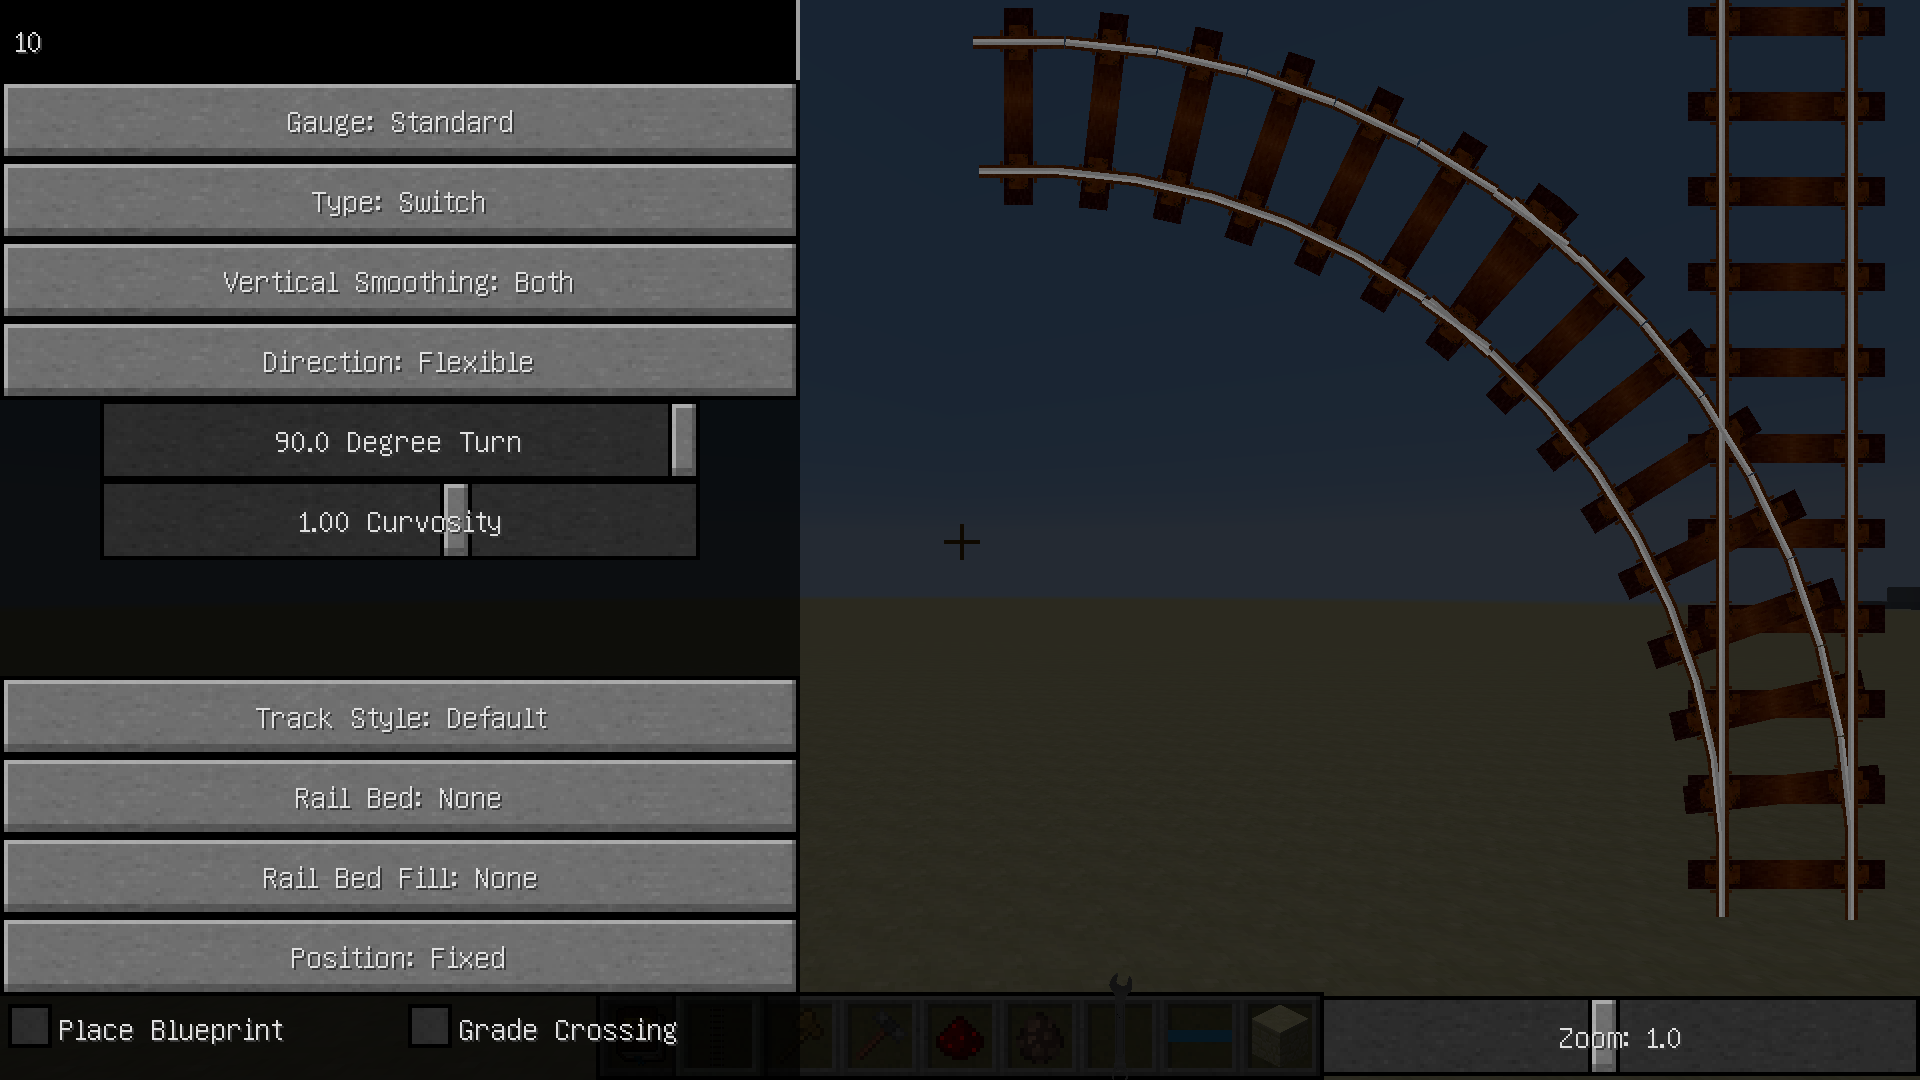 10
Gauge: Standard
Type: Switch
Vertical Smoothing: Both
Direction: Flexible
90.0 Degree Turn
1.00 Curvosity
Track Style: Default
Rail Bed: None
Rail Bed Fill: None
Position: Fixed
Place Blueprint
Grade Crossing
Zoom: 1.0